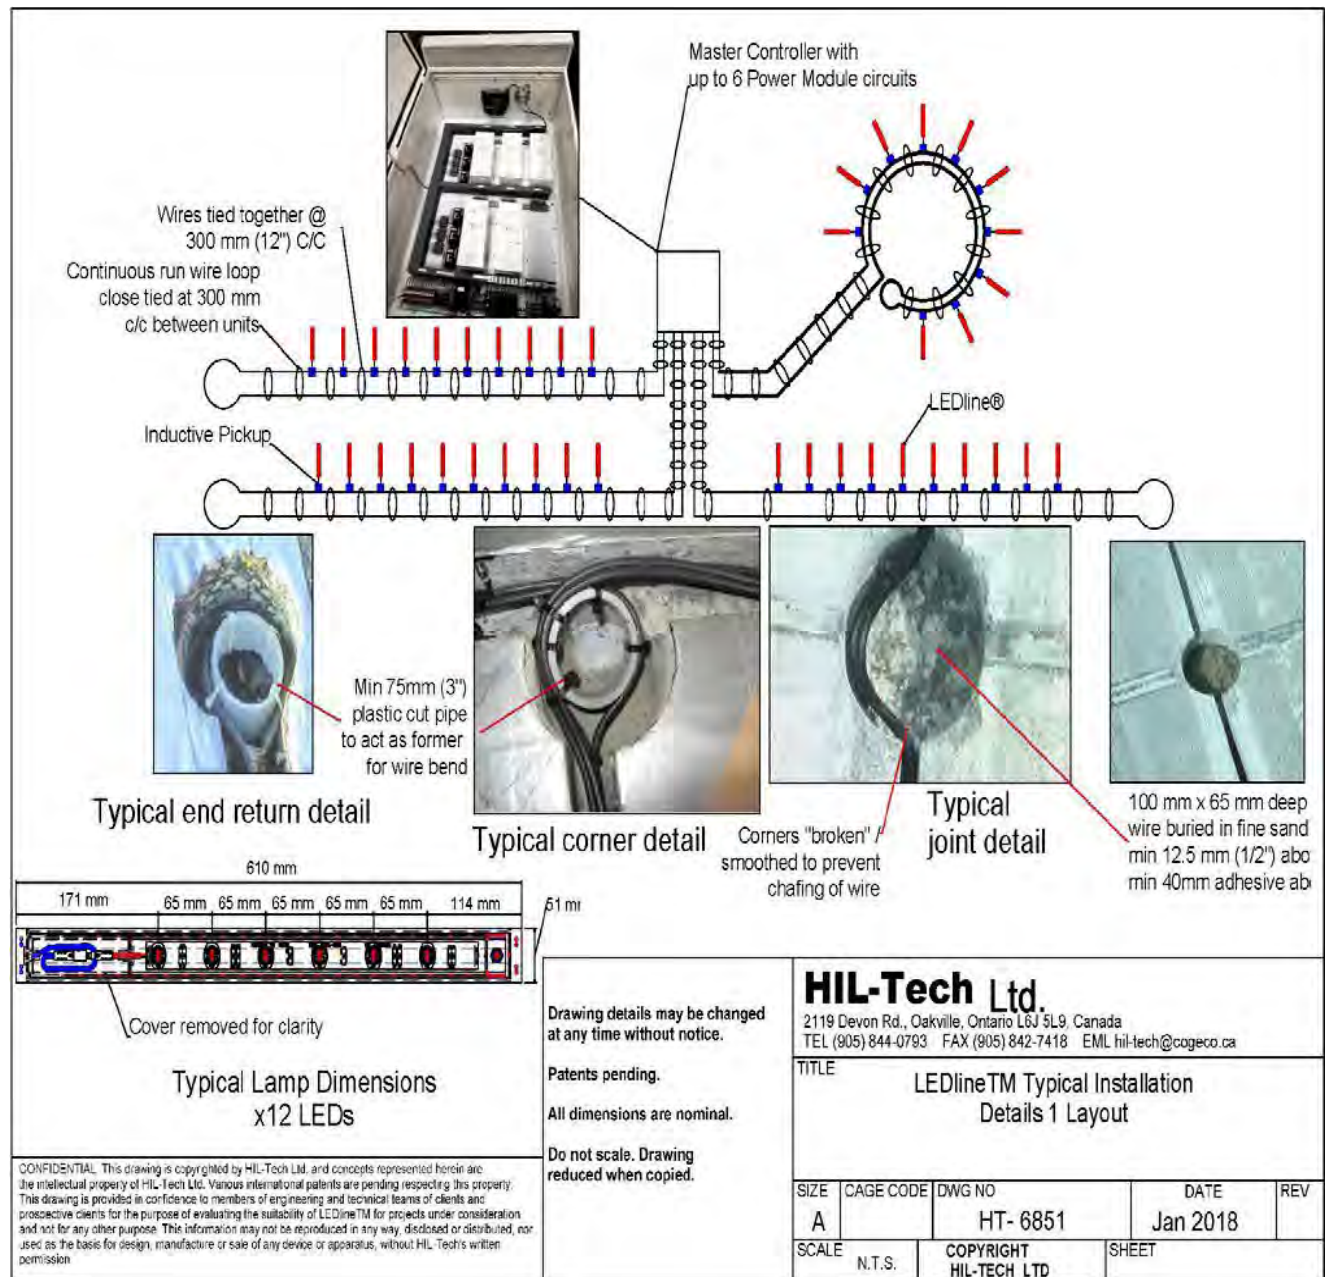 Master Controller with
up to 6 Power Module circuits
Wires tied together @
300 mm (12") C/C
Continuous run wire loop
close tied at 300 mm
c/c between units
LEDline®
Inductive Pickup
Min 75mm (3")
plastic cut pipe
to act as former
for wire bend
Typical end return detail
Typical corner detail
Corners "broken" /
smoothed to prevent
chafing of wire
Typical
joint detail
100 mm x 65 mm deep
wire buried in fine sand
min 12.5 mm (1/2") abo
min 40mm adhesive ab
610 mm
171 mm
65 mm
65 mm
65 mm
65 mm
65 mm
114 mm
51 m
Cover removed for clarity
Typical Lamp Dimensions
x12 LEDs
Drawing details may be changed
at any time without notice.
Patents pending.
All dimensions are nominal.
Do not scale. Drawing
reduced when copied.
CONFIDENTIAL This drawing is copyrighted by HIL-Tech Ltd. and concepts represented herein are
the intellectual property of HIL-Tech Ltd. Various international patents are pending respecting this property.
This drawing is provided in confidence to members of engineering and technical teams of clients and
prospective clients for the purpose of evaluating the suitability of LEDlineTM for projects under consideration
and not for any other purpose. This information may not be reproduced in any way, disclosed or distributed, nor
used as the basis for design, manufacture or sale of any device or apparatus, without HIL-Tech's written
permission
HIL-Tech Ltd.
2119 Devon Rd., Oakville, Ontario L6J 5L9, Canada
TEL (905) 844-0793 FAX (905) 842-7418 EML hil-tech@cogeco.ca
TITLE
LEDlineTM Typical Installation
Details 1 Layout
SIZE CAGE CODE DWG NO DATE REV
A HT- 6851 Jan 2018
SCALE N.T.S. COPYRIGHT SHEET
HIL-TECH LTD